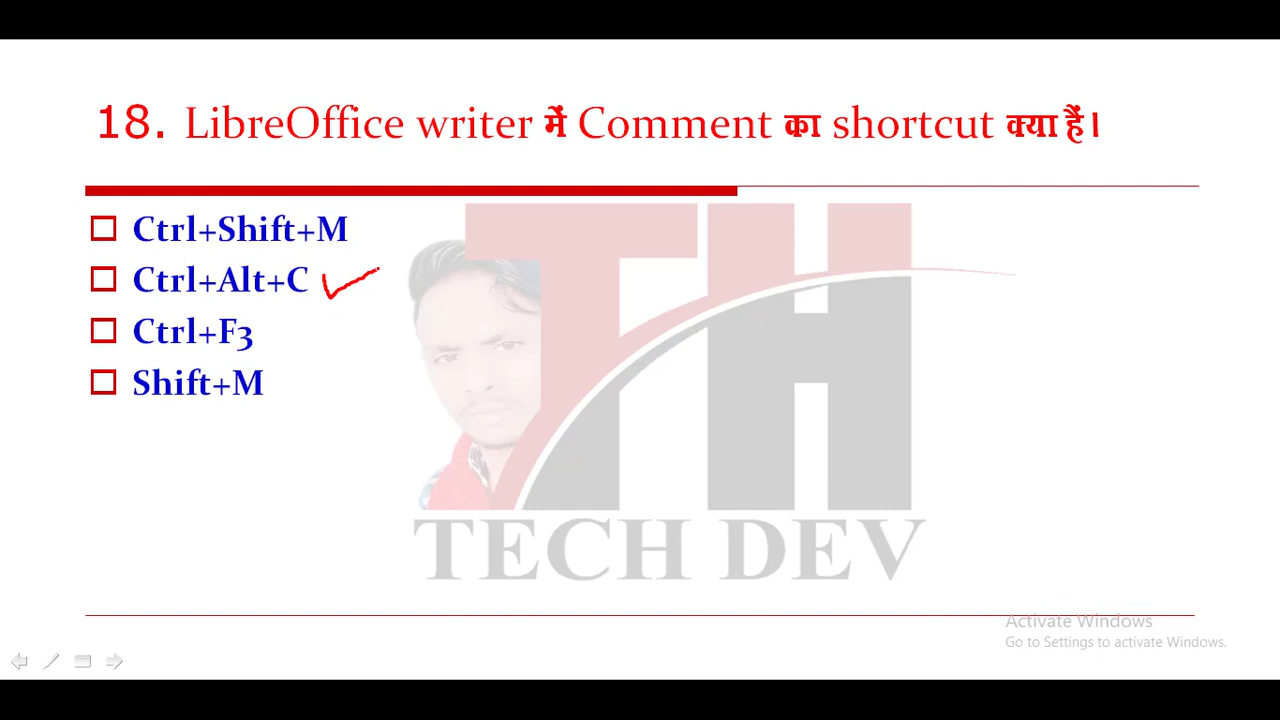 18. LibreOffice writer में Comment का shortcut क्या हैं।
Ctrl+Shift+M
Ctrl+Alt+C
Ctrl+F3
Shift+M
TH
TECH DEV
Activate Windows
Go to Settings to activate Windows.